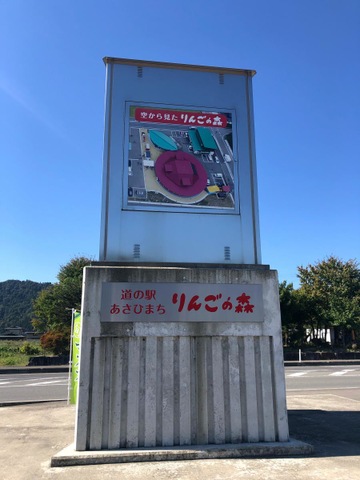 空から見たりんごの森
道の駅
あさひまち りんごの森